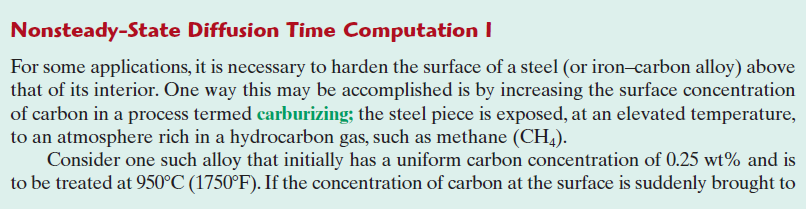 Nonsteady-State Diffusion Time Computation I
For some applications, it is necessary to harden the surface of a steel (or iron–carbon alloy) above
that of its interior. One way this may be accomplished is by increasing the surface concentration
of carbon in a process termed carburizing; the steel piece is exposed, at an elevated temperature,
to an atmosphere rich in a hydrocarbon gas, such as methane (CH₄).
Consider one such alloy that initially has a uniform carbon concentration of 0.25 wt% and is
to be treated at 950°C (1750°F). If the concentration of carbon at the surface is suddenly brought to